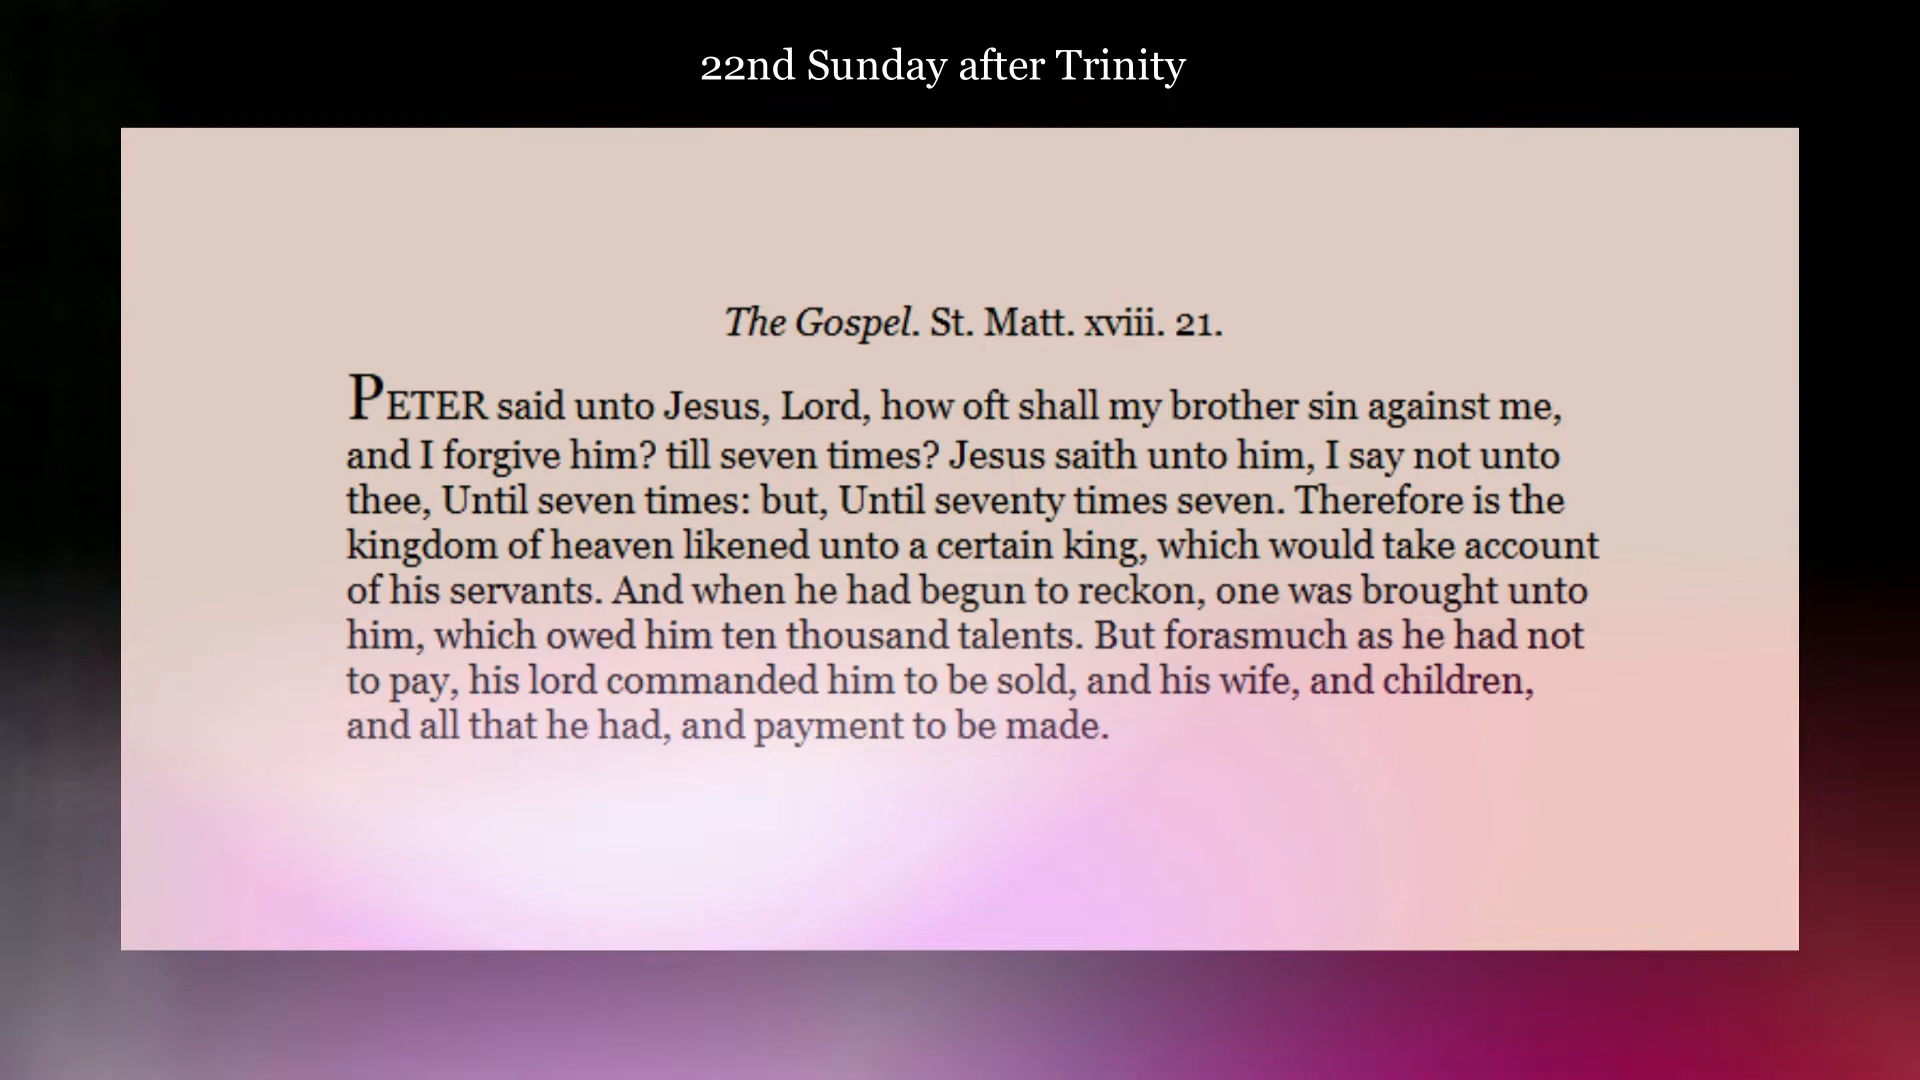 22nd Sunday after Trinity
The Gospel. St. Matt. xviii. 21.
PETER said unto Jesus, Lord, how oft shall my brother sin against me,
and I forgive him? till seven times? Jesus saith unto him, I say not unto
thee, Until seven times: but, Until seventy times seven. Therefore is the
kingdom of heaven likened unto a certain king, which would take account
of his servants. And when he had begun to reckon, one was brought unto
him, which owed him ten thousand talents. But forasmuch as he had not
to pay, his lord commanded him to be sold, and his wife, and children,
and all that he had, and payment to be made.